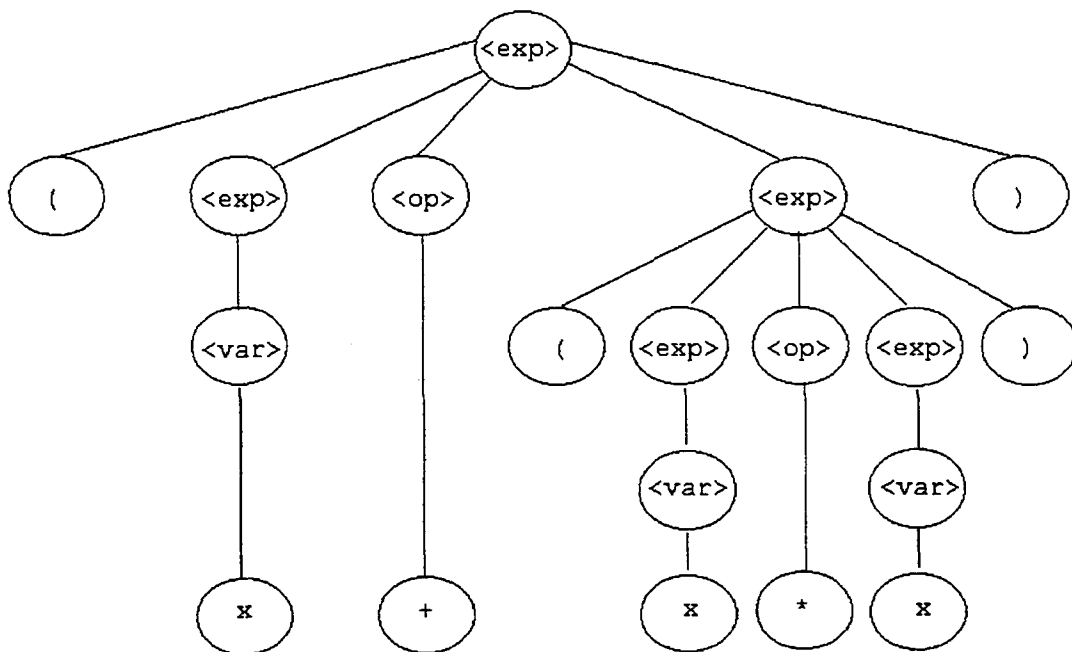 <exp>
( <exp> <op> <exp> )
<var> ( <exp> <op> <exp> )
<var> <var>
x + x * x